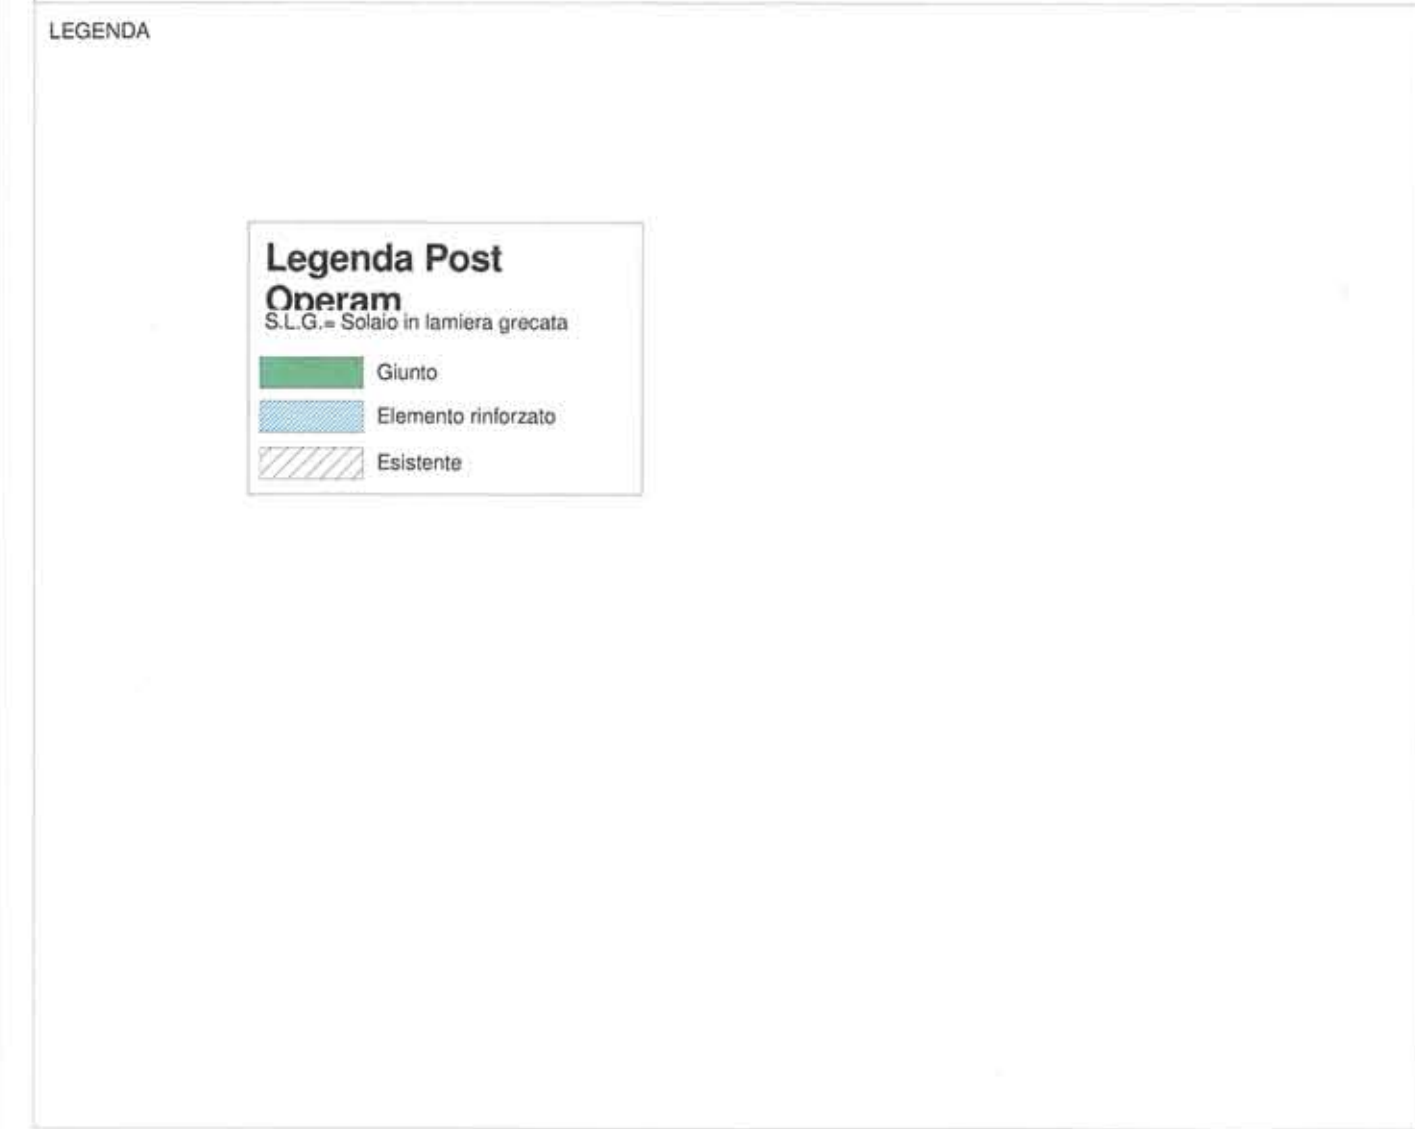 LEGENDA
Legenda Post
Operam
S.L.G.= Solaio in lamiera grecata
Giunto
Elemento rinforzato
Esistente